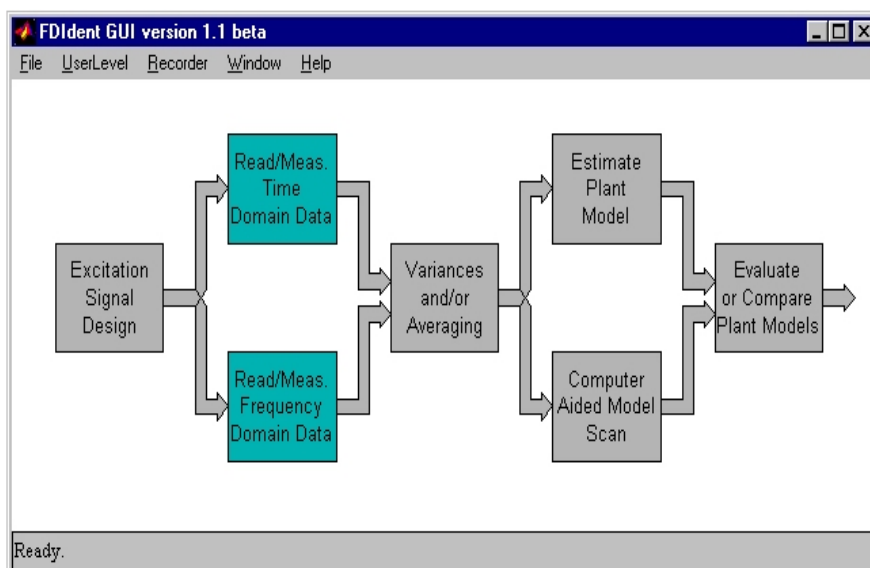 FDIdent GUI version 1.1 beta
File UserLevel Recorder Window Help
Read/Meas.
Time
Domain Data
Estimate
Plant
Model
Excitation
Signal
Design
Variances
and/or
Averaging
Evaluate
or Compare
Plant Models
Read/Meas.
Frequency
Domain Data
Computer
Aided Model
Scan
Ready.